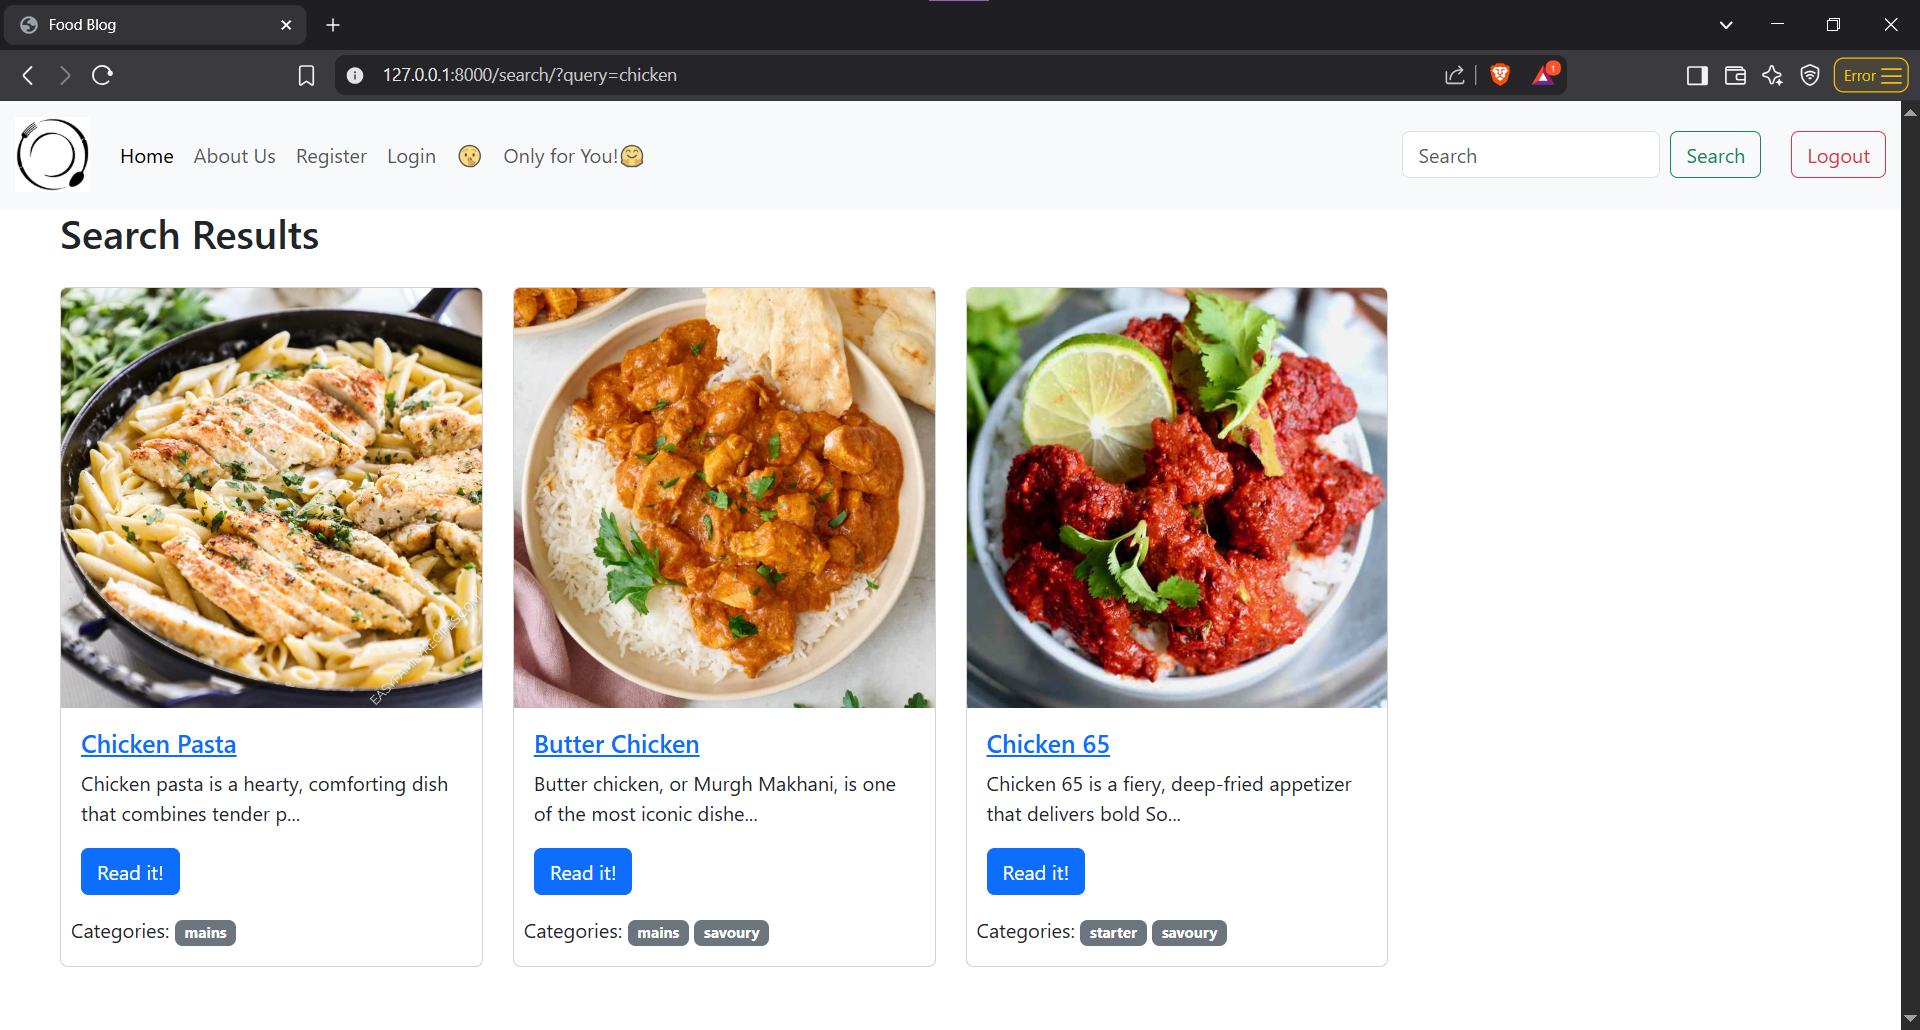 Food Blog
127.0.0.1:8000/search/?query=chicken
1
Error
Home About Us Register Login 😗 Only for You!🤗
Search Search Logout
Search Results
EASYFAMILYRECIPES.COM
Chicken Pasta
Chicken pasta is a hearty, comforting dish
that combines tender p...
Read it!
Categories: mains
Butter Chicken
Butter chicken, or Murgh Makhani, is one
of the most iconic dishe...
Read it!
Categories: mains savoury
Chicken 65
Chicken 65 is a fiery, deep-fried appetizer
that delivers bold So...
Read it!
Categories: starter savoury